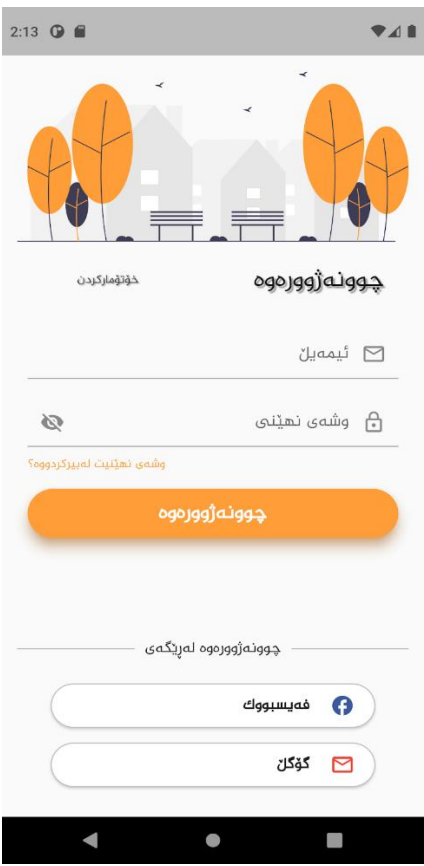 2:13
چوونەژوورەوە
خۆتۆمارکردن
ئیمەیڵ
وشەی نهێنی
وشەی نهێنیت لەبیرکردووە؟
چوونەژوورەوە
چوونەژوورەوە لەڕێگەی
فەیسبووک
گۆگڵ